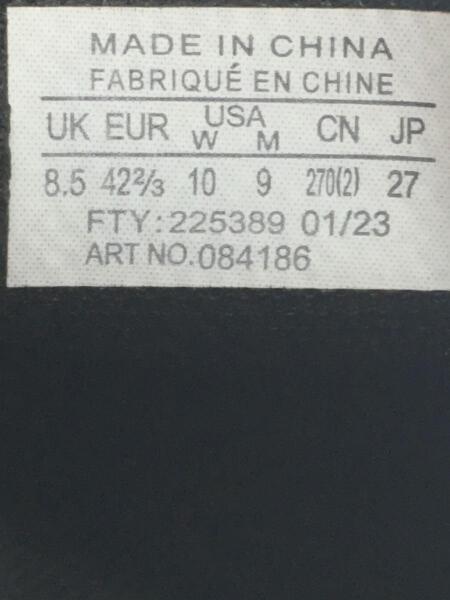 MADE IN CHINA
FABRIQUÉ EN CHINE
UK EUR USA CN JP
W M
8.5 42⅔ 10 9 270(2) 27
FTY: 225389 01/23
ART NO. 084186